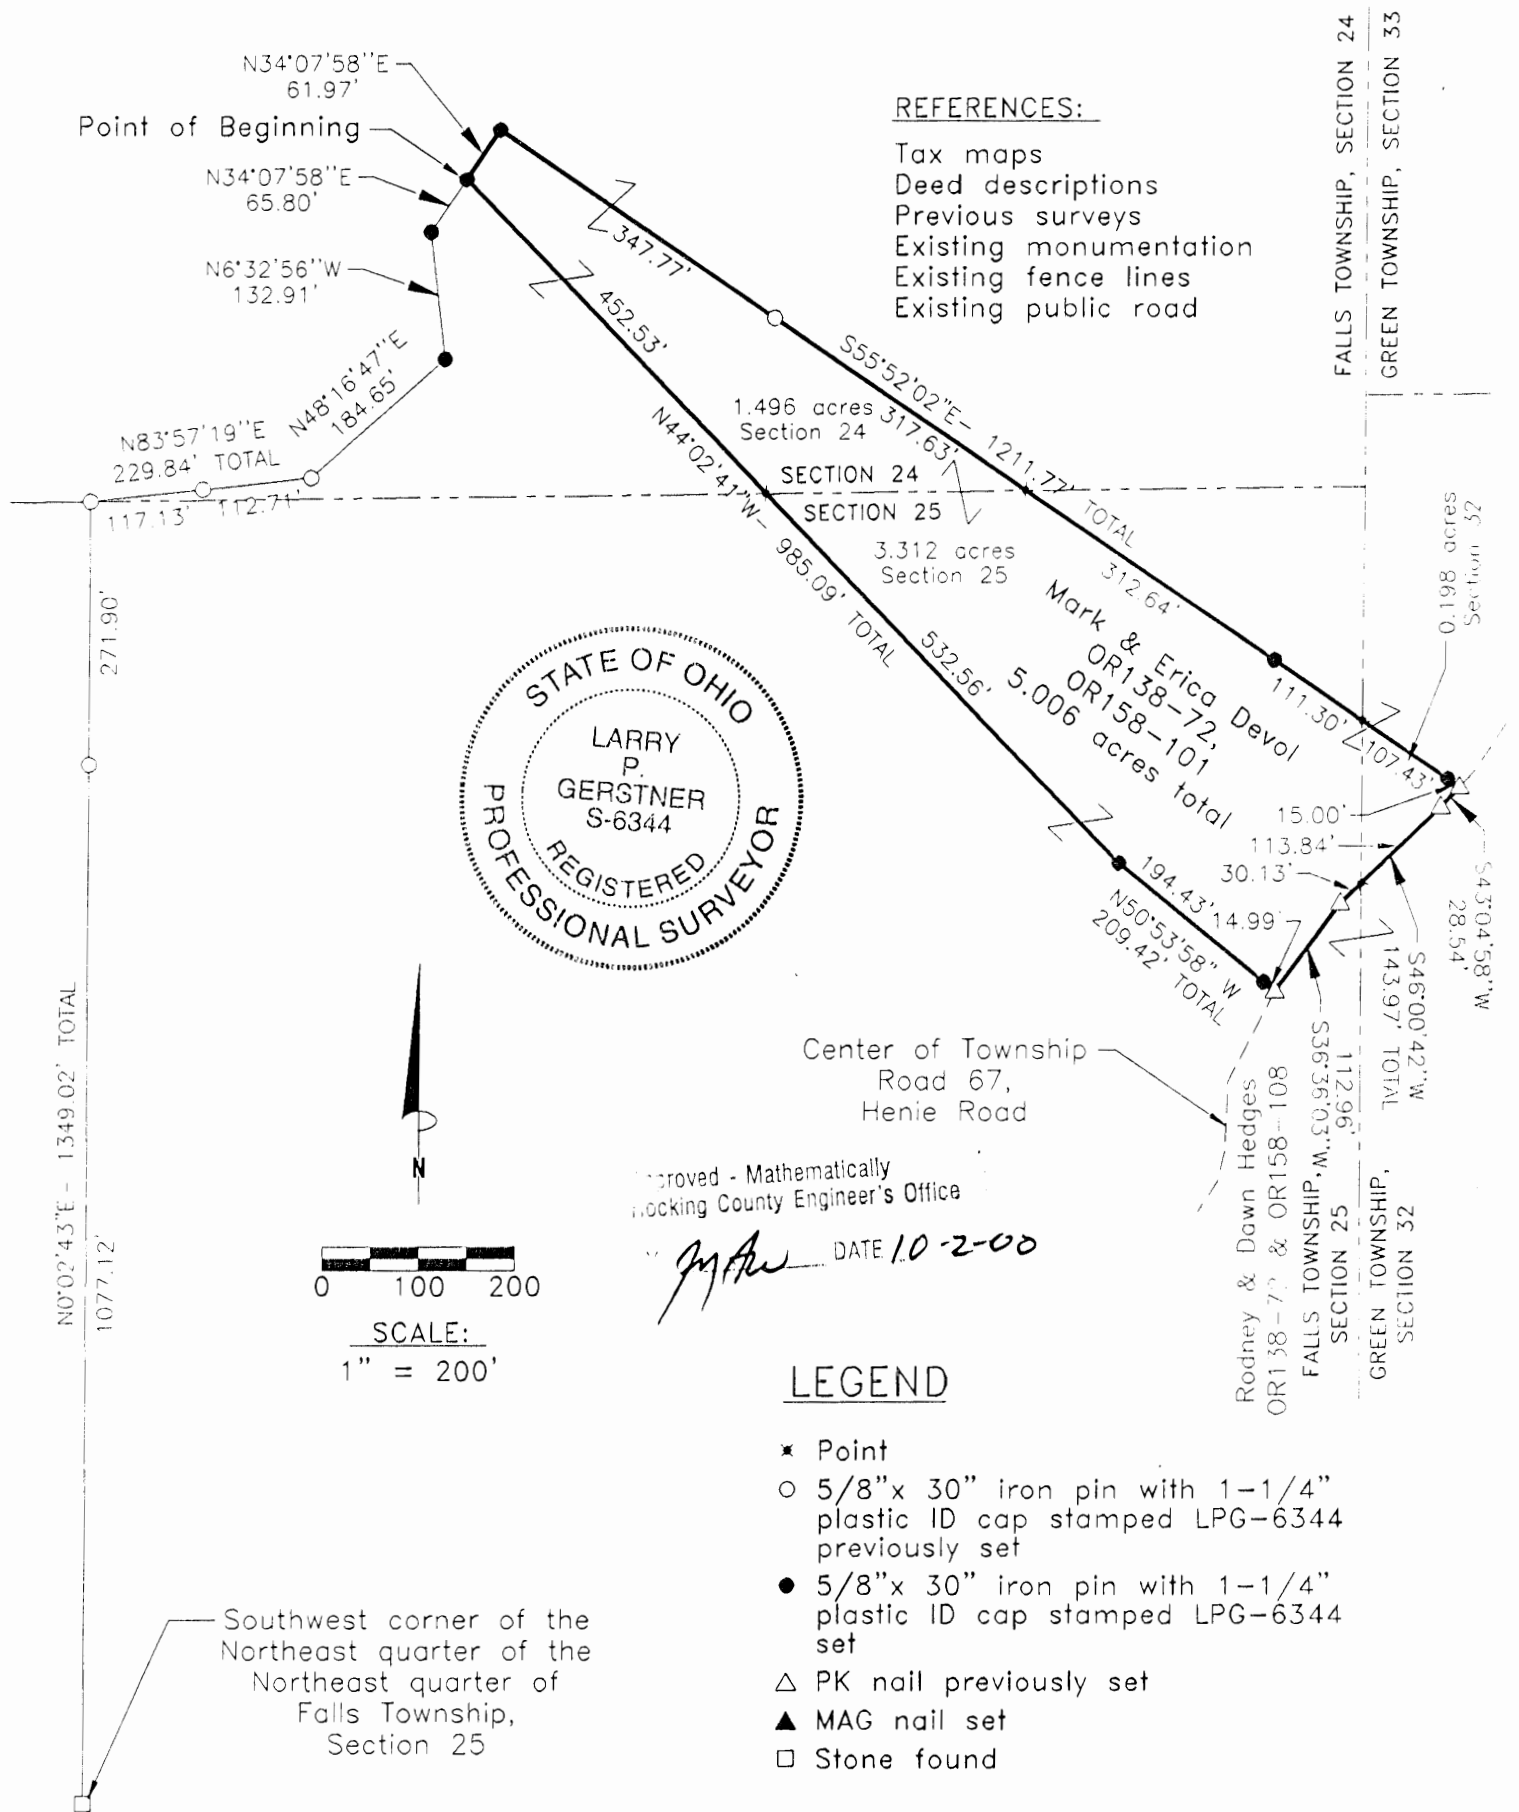 N34°07'58"E
61.97'
Point of Beginning
N34°07'58"E
65.80'
N6°32'56"W
132.91'
N48°16'47"E
184.65'
N83°57'19"E
229.84' TOTAL
117.13'
112.71'
271.90'
N0°02'43"E - 1349.02' TOTAL
1077.12'
REFERENCES:
Tax maps
Deed descriptions
Previous surveys
Existing monumentation
Existing fence lines
Existing public road
FALLS TOWNSHIP, SECTION 24
GREEN TOWNSHIP, SECTION 33
347.77'
452.53'
S55°52'02"E- 1211.77' TOTAL
317.63'
1.496 acres
Section 24
N44°02'41"W- 985.09' TOTAL
SECTION 24
SECTION 25
3.312 acres
Section 25
312.64'
532.56'
Mark & Erica Devol
OR138-72,
OR158-101
5.006 acres total
0.198 acres
Section 32
111.30'
107.43'
15.00'
113.84'
30.13'
194.43'
14.99'
N50°53'58" W
209.42' TOTAL
S43°04'58"W
28.54'
S46°00'42"W
143.97' TOTAL
S36°36'03"W
112.96'
STATE OF OHIO
LARRY
P.
GERSTNER
S-6344
REGISTERED
PROFESSIONAL SURVEYOR
N
Center of Township
Road 67,
Henie Road
Rodney & Dawn Hedges
OR138-72 & OR158-108
FALLS TOWNSHIP,
SECTION 25
GREEN TOWNSHIP,
SECTION 32
Mathematically
County Engineer's Office
DATE 10-2-00
0 100 200
SCALE:
1" = 200'
LEGEND
Point
5/8"x 30" iron pin with 1-1/4"
plastic ID cap stamped LPG-6344
previously set
5/8"x 30" iron pin with 1-1/4"
plastic ID cap stamped LPG-6344
set
PK nail previously set
MAG nail set
Stone found
Southwest corner of the
Northeast quarter of the
Northeast quarter of
Falls Township,
Section 25